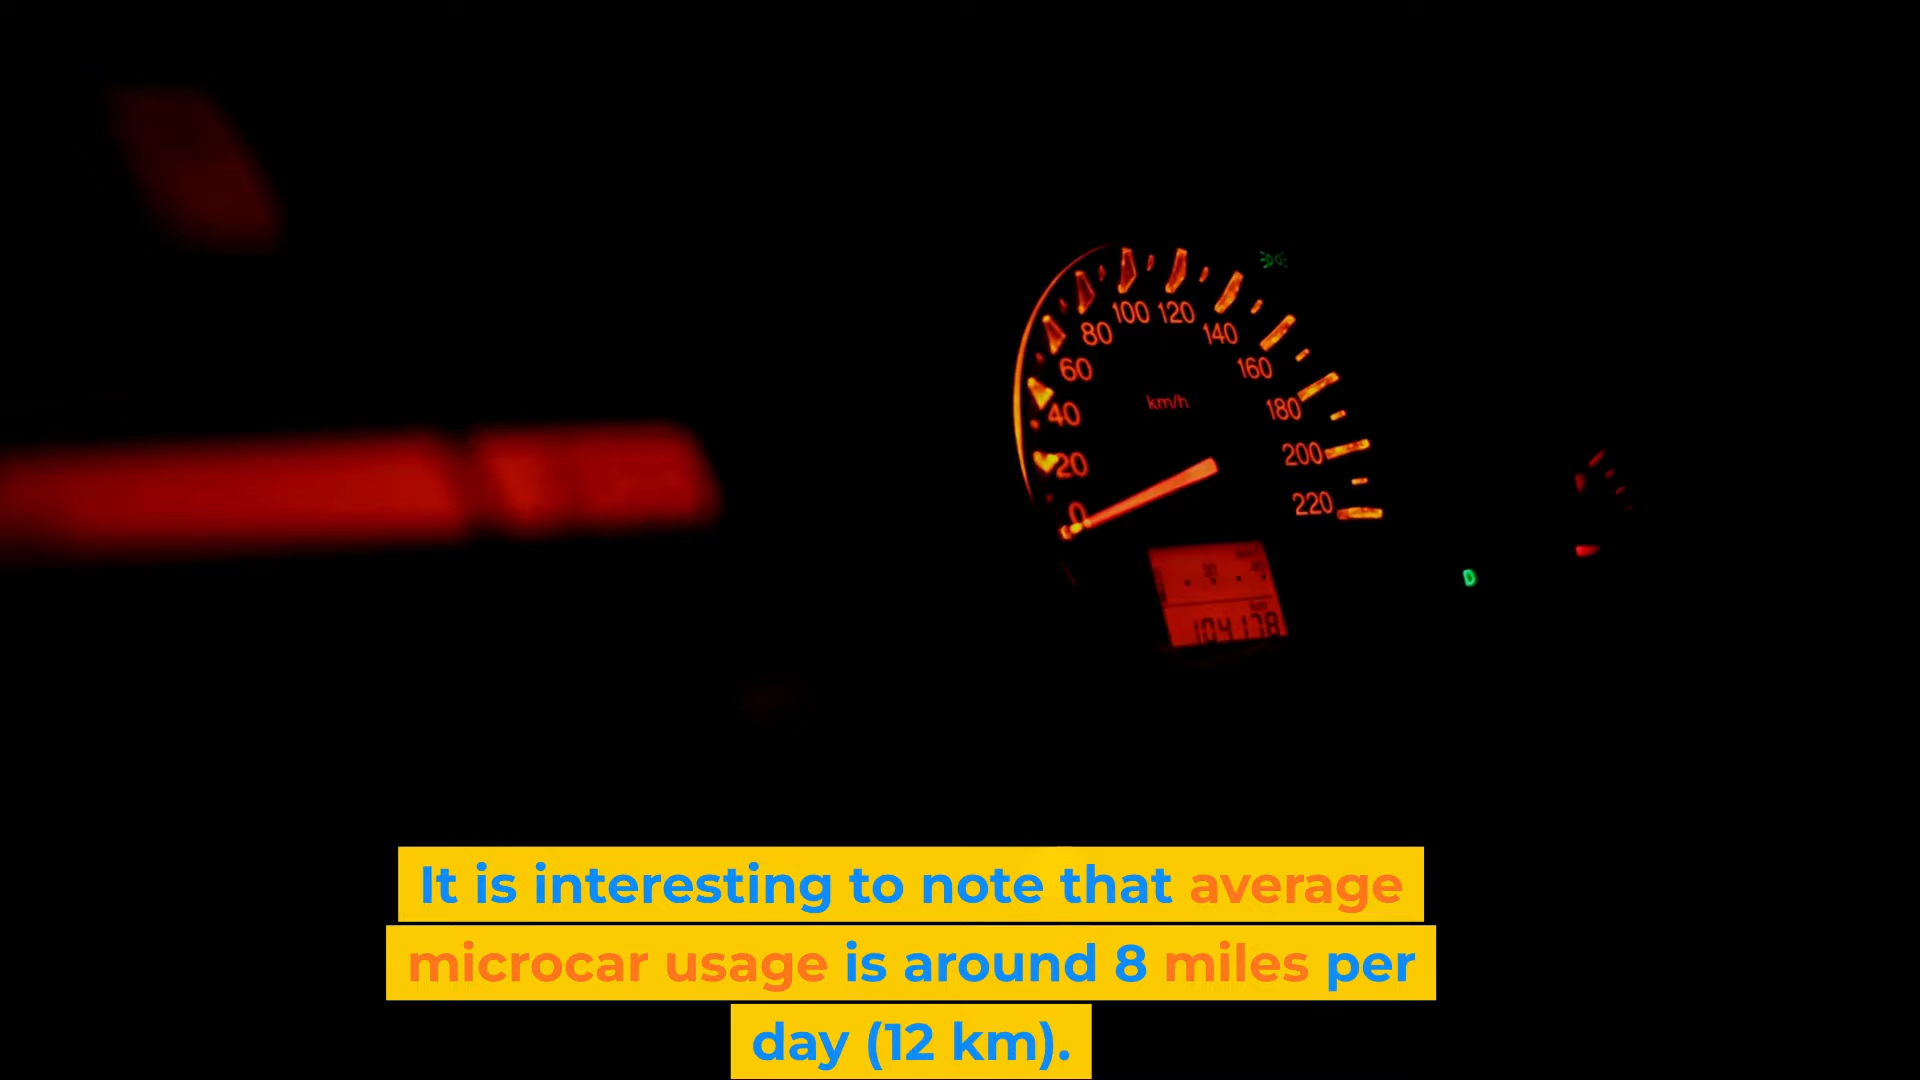 100 120
80 140
60 160
km/h
40 180
20 200
0 220
104178
D
It is interesting to note that average
microcar usage is around 8 miles per
day (12 km).